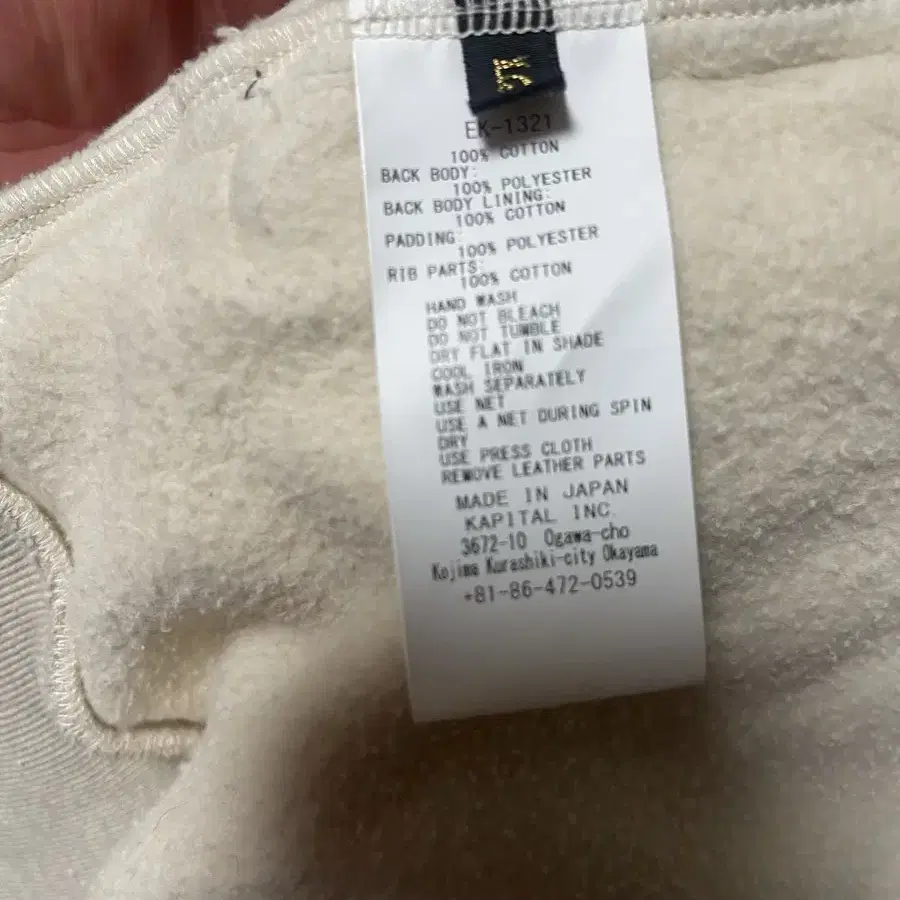 EK-1321
100% COTTON
BACK BODY:
100% POLYESTER
BACK BODY LINING:
100% COTTON
PADDING:
100% POLYESTER
RIB PARTS:
100% COTTON
HAND WASH
DO NOT BLEACH
DO NOT TUMBLE
DRY FLAT IN SHADE
COOL IRON
WASH SEPARATELY
USE NET
USE A NET DURING SPIN
DRY
USE PRESS CLOTH
REMOVE LEATHER PARTS
MADE IN JAPAN
KAPITAL INC.
3672-10 Ogawa-cho
Kojima Kurashiki-city Okayama
+81-86-472-0539